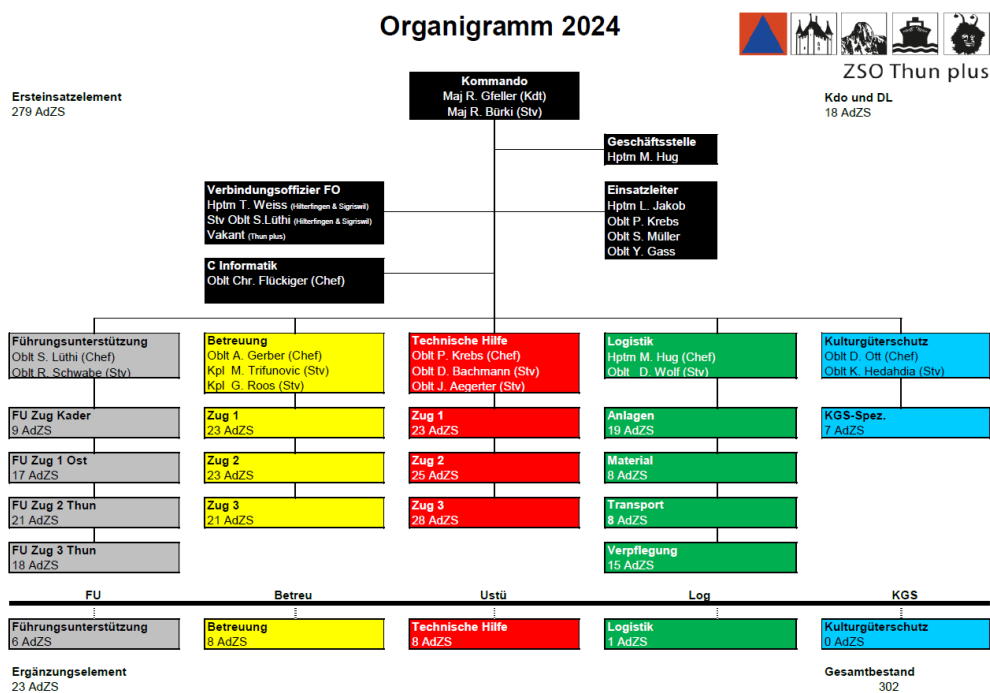 Organigramm 2024
ZSO Thun plus
Ersteinsatzelement
279 AdZS
Kommando
Maj R. Gfeller (Kdt)
Maj R. Bürki (Stv)
Kdo und DL
18 AdZS
Geschäftsstelle
Hptm M. Hug
Verbindungsoffizier FO
Hptm T. Weiss (Hilterfingen & Sigriswil)
Stv Oblt S.Lüthi (Hilterfingen & Sigriswil)
Vakant (Thun plus)
Einsatzleiter
Hptm L. Jakob
Oblt P. Krebs
Oblt S. Müller
Oblt Y. Gass
C Informatik
Oblt Chr. Flückiger (Chef)
Führungsunterstützung
Oblt S. Lüthi (Chef)
Oblt R. Schwabe (Stv)
Betreuung
Oblt A. Gerber (Chef)
Kpl M. Trifunovic (Stv)
Kpl G. Roos (Stv)
Technische Hilfe
Oblt P. Krebs (Chef)
Oblt D. Bachmann (Stv)
Oblt J. Aegerter (Stv)
Logistik
Hptm M. Hug (Chef)
Oblt D. Wolf (Stv)
Kulturgüterschutz
Oblt D. Ott (Chef)
Oblt K. Hedahdia (Stv)
FU Zug Kader
9 AdZS
Zug 1
23 AdZS
Zug 1
23 AdZS
Anlagen
19 AdZS
KGS-Spez.
7 AdZS
FU Zug 1 Ost
17 AdZS
Zug 2
23 AdZS
Zug 2
25 AdZS
Material
8 AdZS
FU Zug 2 Thun
21 AdZS
Zug 3
21 AdZS
Zug 3
28 AdZS
Transport
8 AdZS
FU Zug 3 Thun
18 AdZS
Verpflegung
15 AdZS
FU
Betreu
Ustü
Log
KGS
Führungsunterstützung
6 AdZS
Betreuung
8 AdZS
Technische Hilfe
8 AdZS
Logistik
1 AdZS
Kulturgüterschutz
0 AdZS
Ergänzungselement
23 AdZS
Gesamtbestand
302